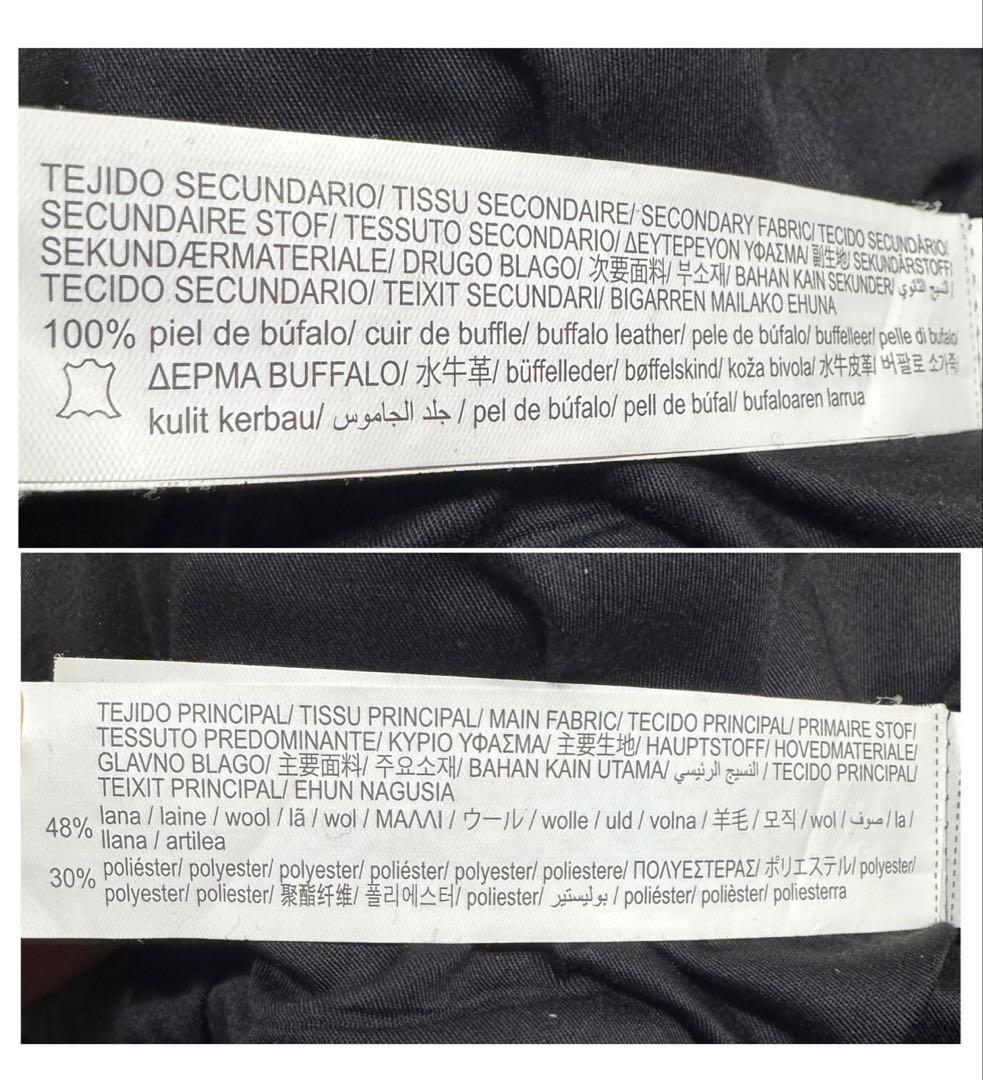 TEJIDO SECUNDARIO/ TISSU SECONDAIRE/ SECONDARY FABRIC/ TECIDO SECUNDÁRIO/
SECUNDAIRE STOF/ TESSUTO SECONDARIO/ ΔΕΥΤΕΡΕΥΟΝ ΥΦΑΣΜΑ/ 副生地/ SEKUNDÄRSTOFF/
SEKUNDÆRMATERIALE/ DRUGO BLAGO/ 次要面料/ 부소재/ BAHAN KAIN SEKUNDER/ النسيج الثانوي/
TECIDO SECUNDARIO/ TEIXIT SECUNDARI/ BIGARREN MAILAKO EHUNA
100% piel de búfalo/ cuir de buffle/ buffalo leather/ pele de búfalo/ buffelleer/ pelle di bufalo/
ΔΕΡΜΑ BUFFALO/ 水牛革/ büffelleder/ bøffelskind/ koža bivola/ 水牛皮革/ 버팔로 소가죽/
kulit kerbau/ جلد الجاموس / pel de búfalo/ pell de búfal/ bufaloaren larrua
TEJIDO PRINCIPAL/ TISSU PRINCIPAL/ MAIN FABRIC/ TECIDO PRINCIPAL/ PRIMAIRE STOF/
TESSUTO PREDOMINANTE/ ΚΥΡΙΟ ΥΦΑΣΜΑ/ 主要生地/ HAUPTSTOFF/ HOVEDMATERIALE/
GLAVNO BLAGO/ 主要面料/ 주요소재/ BAHAN KAIN UTAMA/ النسيج الرئيسي / TECIDO PRINCIPAL/
TEIXIT PRINCIPAL/ EHUN NAGUSIA
48% lana / laine / wool / lã / wol / ΜΑΛΛΙ / ウール / wolle / uld / volna / 羊毛 / 모직 / wol / صوف / la /
llana / artilea
30% poliéster/ polyester/ polyester/ poliéster/ polyester/ poliestere/ ΠΟΛΥΕΣΤΕΡΑΣ/ ポリエステル/ polyester/
polyester/ poliester/ 聚酯纤维/ 폴리에스터/ poliester/ بوليستير / poliéster/ polièster/ poliesterra